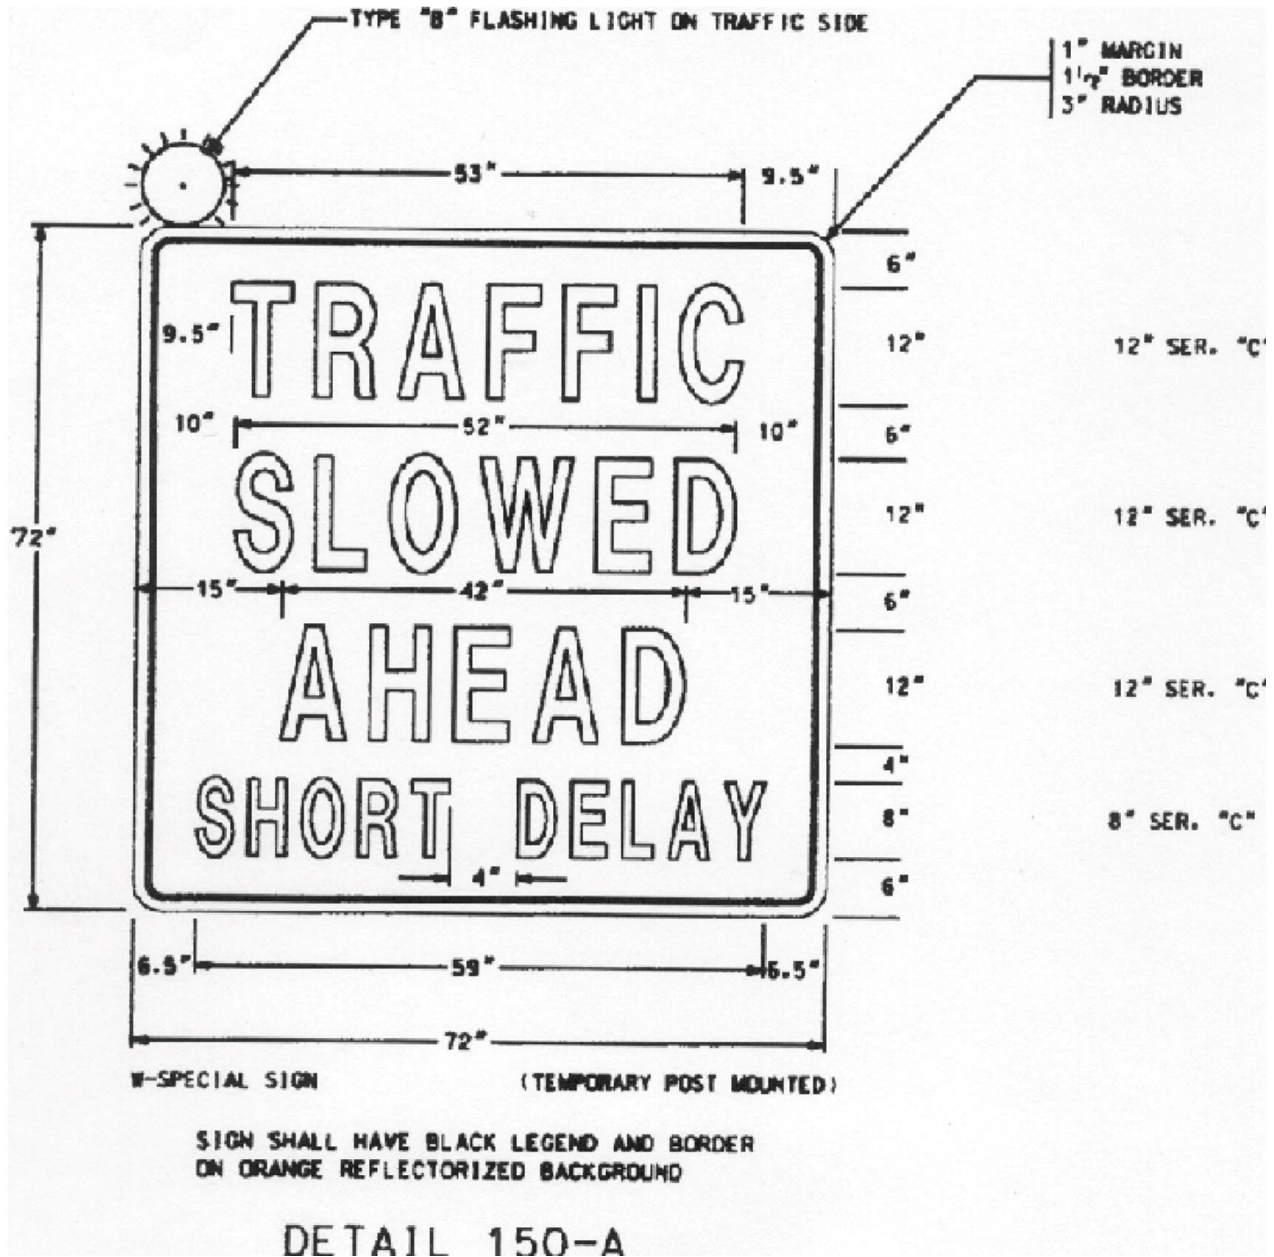 TYPE "B" FLASHING LIGHT ON TRAFFIC SIDE
1" MARGIN
1 1/2" BORDER
3" RADIUS
53" 9.5"
6"
TRAFFIC
9.5"
12" 12" SER. "C"
10" 52" 10"
6"
SLOWED
72"
12" 12" SER. "C"
15" 42" 15"
6"
AHEAD
12" 12" SER. "C"
4"
SHORT DELAY
8" 8" SER. "C"
4"
6"
6.5" 59" 6.5"
72"
W-SPECIAL SIGN (TEMPORARY POST MOUNTED)
SIGN SHALL HAVE BLACK LEGEND AND BORDER
ON ORANGE REFLECTORIZED BACKGROUND
DETAIL 150-A